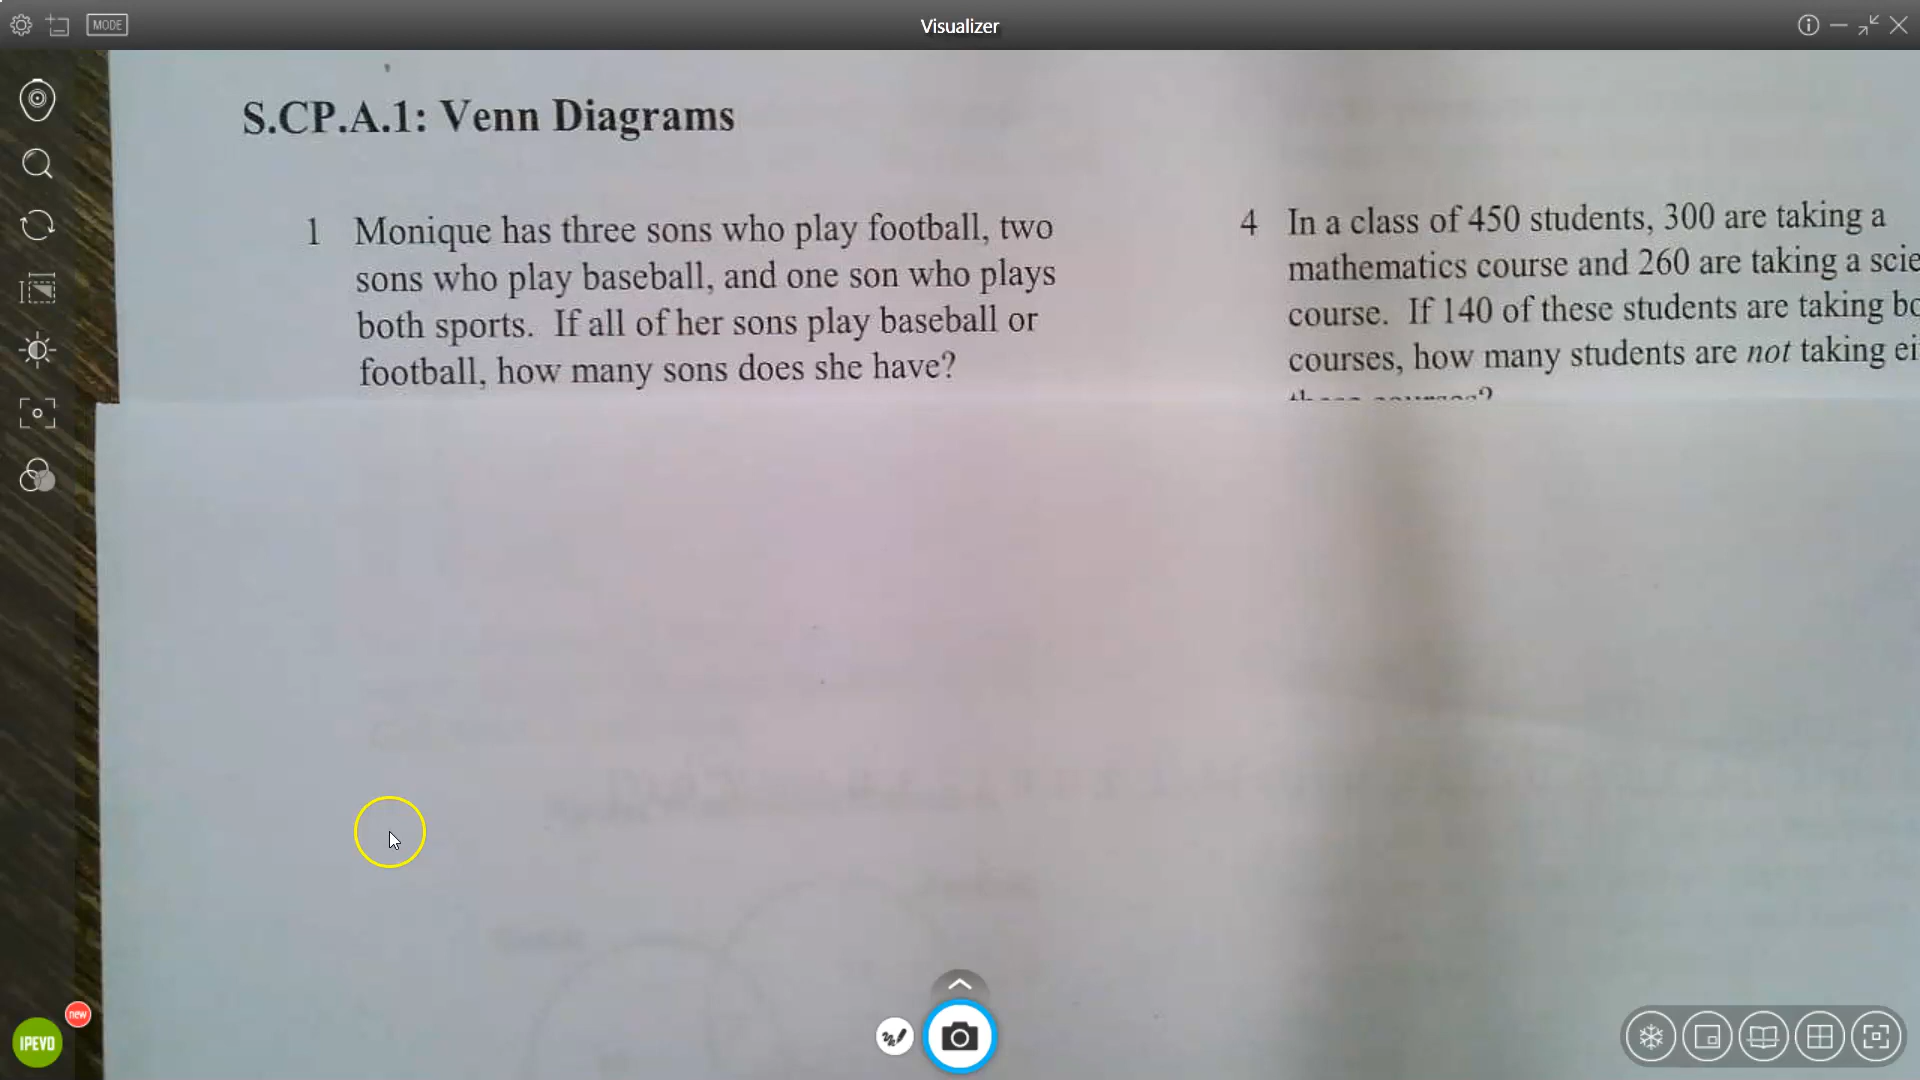 MODE
Visualizer
S.CP.A.1: Venn Diagrams
1 Monique has three sons who play football, two
sons who play baseball, and one son who plays
both sports. If all of her sons play baseball or
football, how many sons does she have?
4 In a class of 450 students, 300 are taking a
mathematics course and 260 are taking a scie
course. If 140 of these students are taking bo
courses, how many students are not taking ei
new
IPEVO